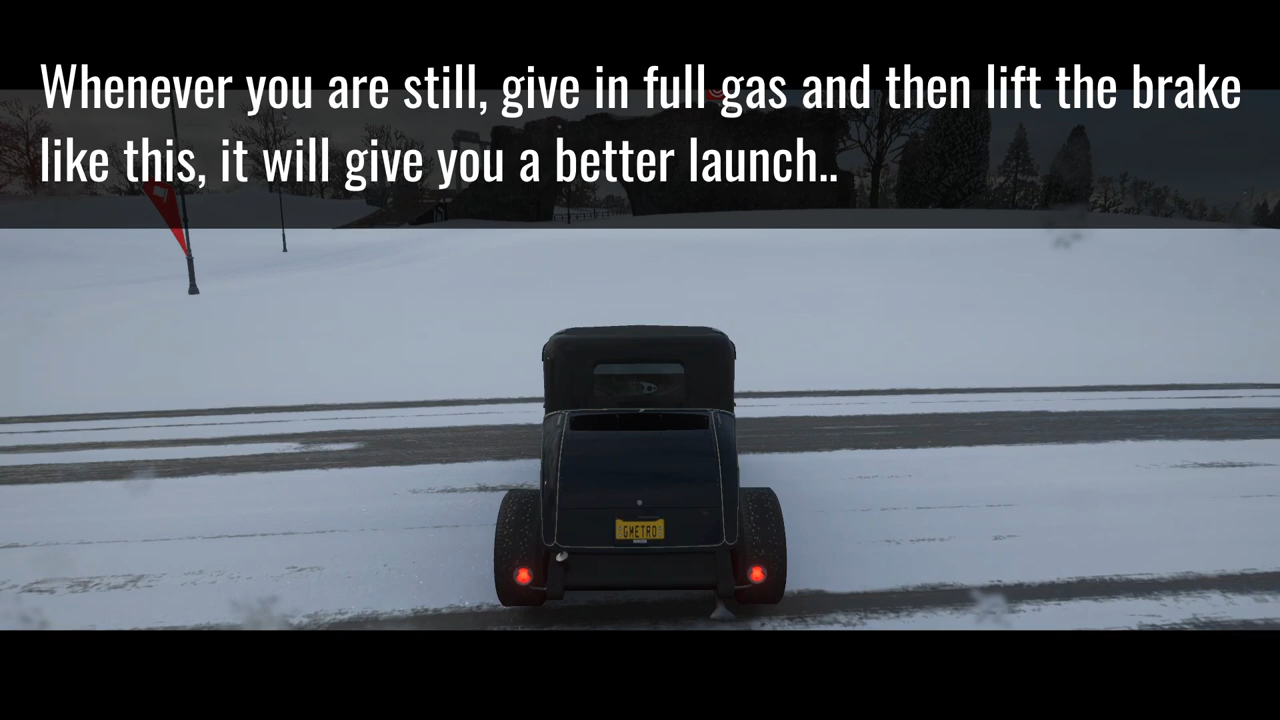 Whenever you are still, give in full gas and then lift the brake
like this, it will give you a better launch..
GMETRO